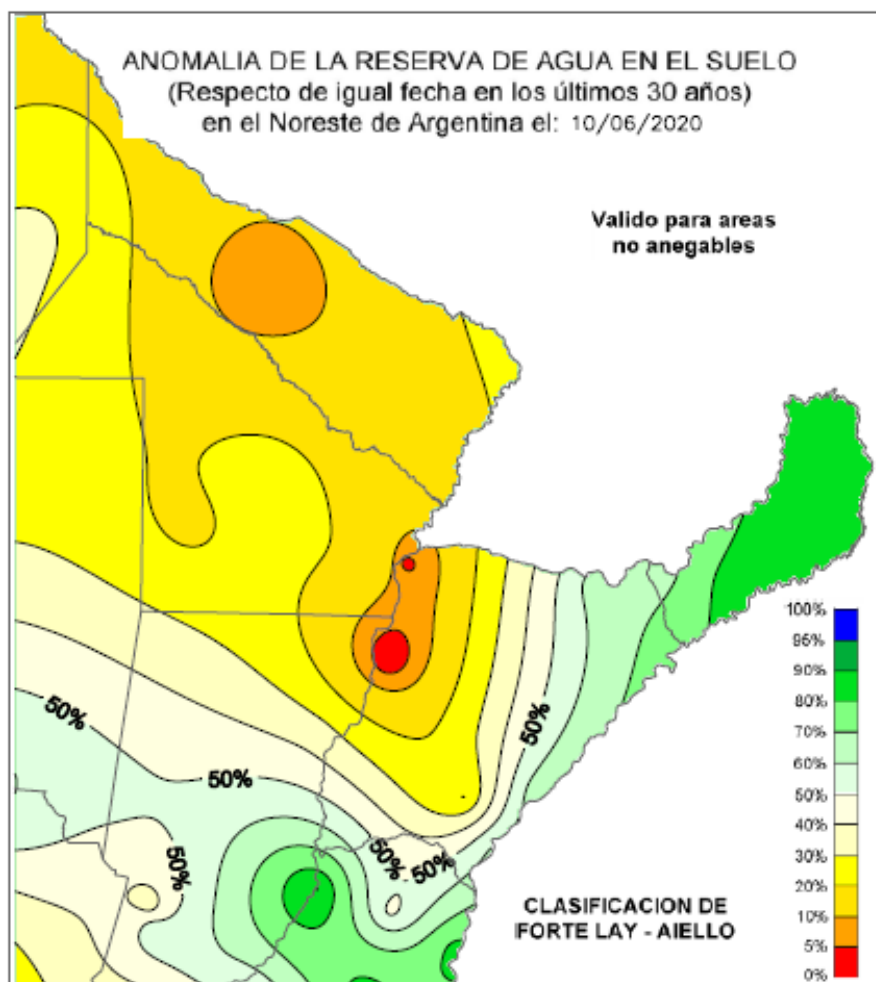 ANOMALIA DE LA RESERVA DE AGUA EN EL SUELO
(Respecto de igual fecha en los últimos 30 años)
en el Noreste de Argentina el: 10/06/2020
Valido para areas
no anegables
50%
50%
50%
50%
50%
50%
100%
96%
90%
80%
70%
60%
50%
40%
30%
20%
10%
5%
0%
CLASIFICACION DE
FORTE LAY - AIELLO